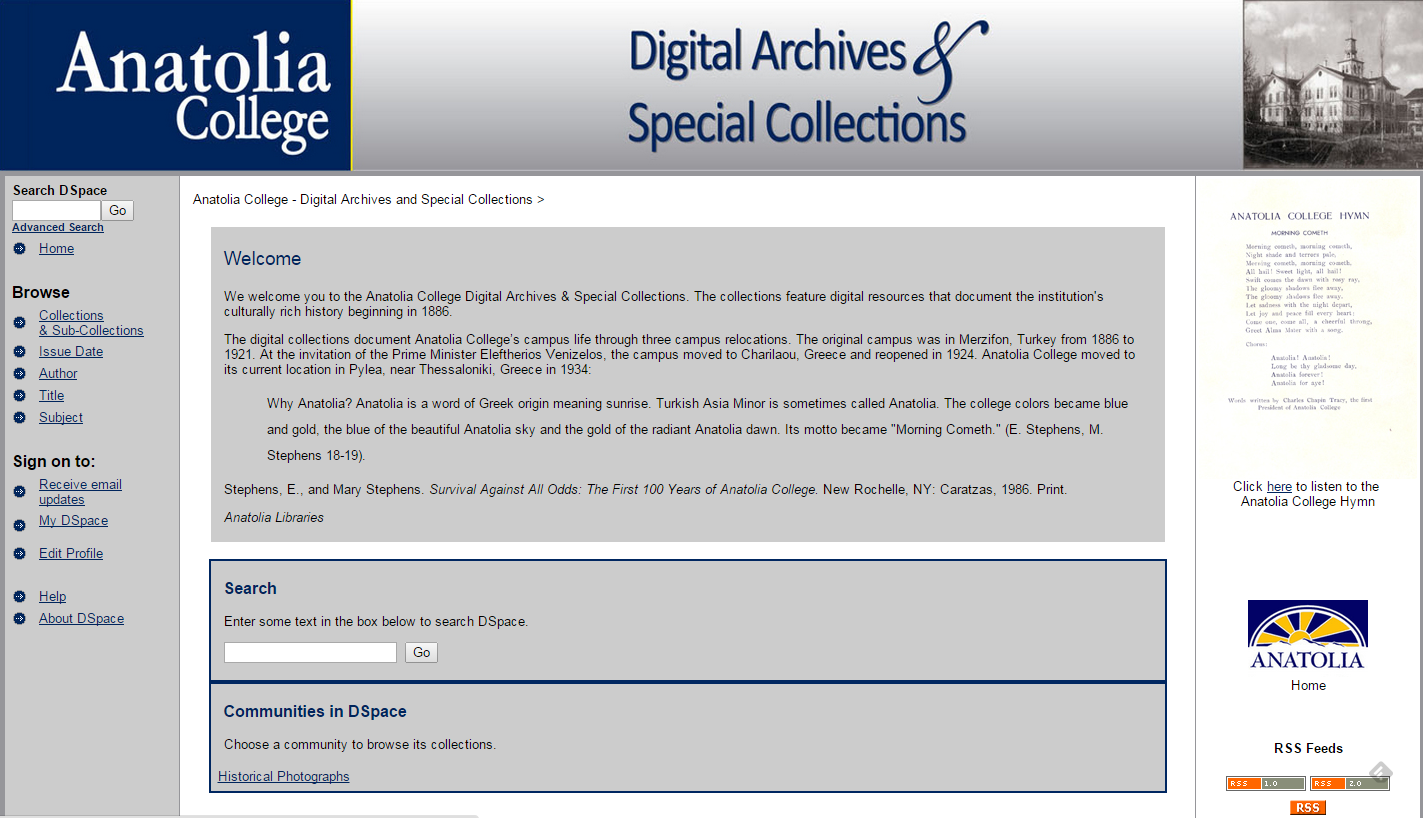 Anatolia
College
Digital Archives &
Special Collections
Search DSpace
Go
Advanced Search
Home
Browse
Collections
& Sub-Collections
Issue Date
Author
Title
Subject
Sign on to:
Receive email
updates
My DSpace
Edit Profile
Help
About DSpace
Anatolia College - Digital Archives and Special Collections >
Welcome
We welcome you to the Anatolia College Digital Archives & Special Collections. The collections feature digital resources that document the institution's
culturally rich history beginning in 1886.
The digital collections document Anatolia College's campus life through three campus relocations. The original campus was in Merzifon, Turkey from 1886 to
1921. At the invitation of the Prime Minister Eleftherios Venizelos, the campus moved to Charilaou, Greece and reopened in 1924. Anatolia College moved to
its current location in Pylea, near Thessaloniki, Greece in 1934:
Why Anatolia? Anatolia is a word of Greek origin meaning sunrise. Turkish Asia Minor is sometimes called Anatolia. The college colors became blue
and gold, the blue of the beautiful Anatolia sky and the gold of the radiant Anatolia dawn. Its motto became "Morning Cometh." (E. Stephens, M.
Stephens 18-19).
Stephens, E., and Mary Stephens. Survival Against All Odds: The First 100 Years of Anatolia College. New Rochelle, NY: Caratzas, 1986. Print.
Anatolia Libraries
Search
Enter some text in the box below to search DSpace.
Go
Communities in DSpace
Choose a community to browse its collections.
Historical Photographs
ANATOLIA COLLEGE HYMN
MORNING COMETH
Morning cometh, morning cometh,
Night shade and terrors pale,
Morning cometh, morning cometh.
All hail! Sweet light, all hail!
Swift comes the dawn with rosy ray,
The gloomy shadows flee away,
The gloomy shadows flee away.
Let sadness with the night depart,
Let joy and peace fill every heart:
Come one, come all, a cheerful throng,
Greet Alma Mater with a song.
Chorus:
Anatolia! Anatolia!
Long be thy gladsome day,
Anatolia forever!
Anatolia for aye!
Words written by Charles Chapin Tracy, the first
President of Anatolia College
Click here to listen to the
Anatolia College Hymn
ANATOLIA
Home
RSS Feeds
RSS 1.0
RSS 2.0
RSS